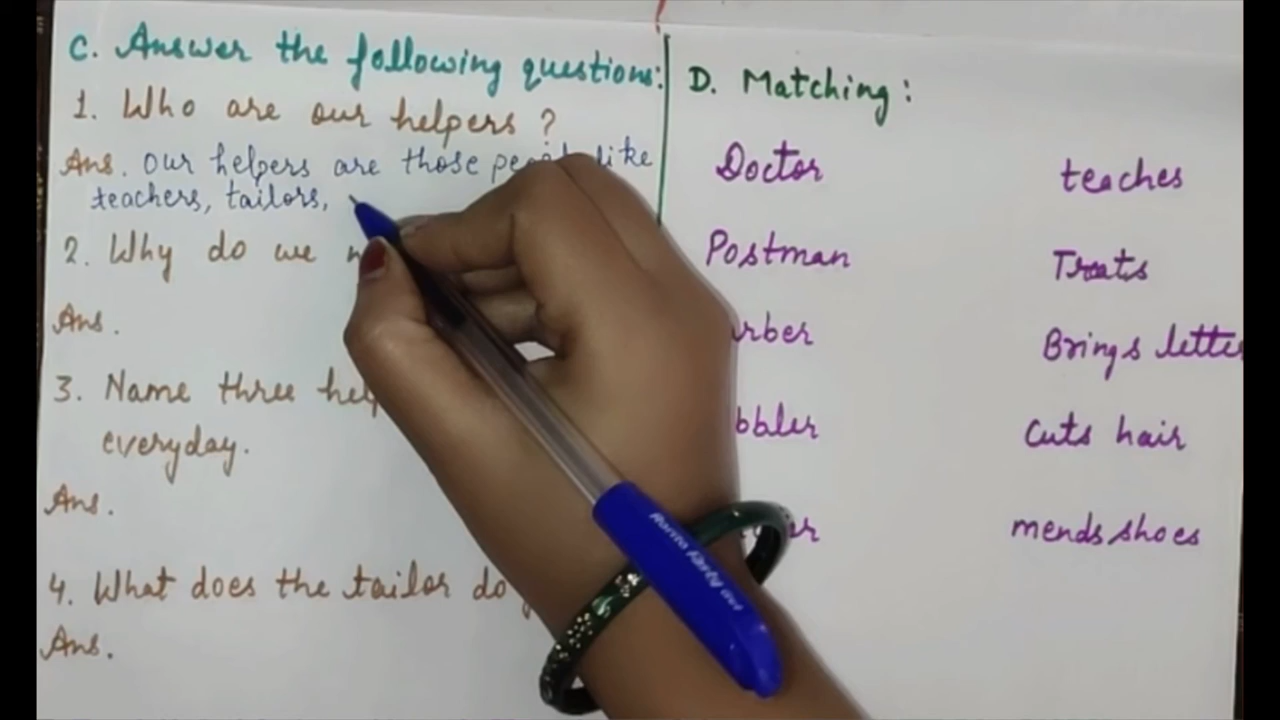 C. Answer the following questions:
1. Who are our helpers ?
Ans. Our helpers are those like
teachers, tailors,
2. Why do we
Ans.
3. Name three
everyday.
Ans.
4. What does the tailor do
Ans.
D. Matching :
Doctor teaches
Postman Treats
Brings
Cuts hair
mends shoes